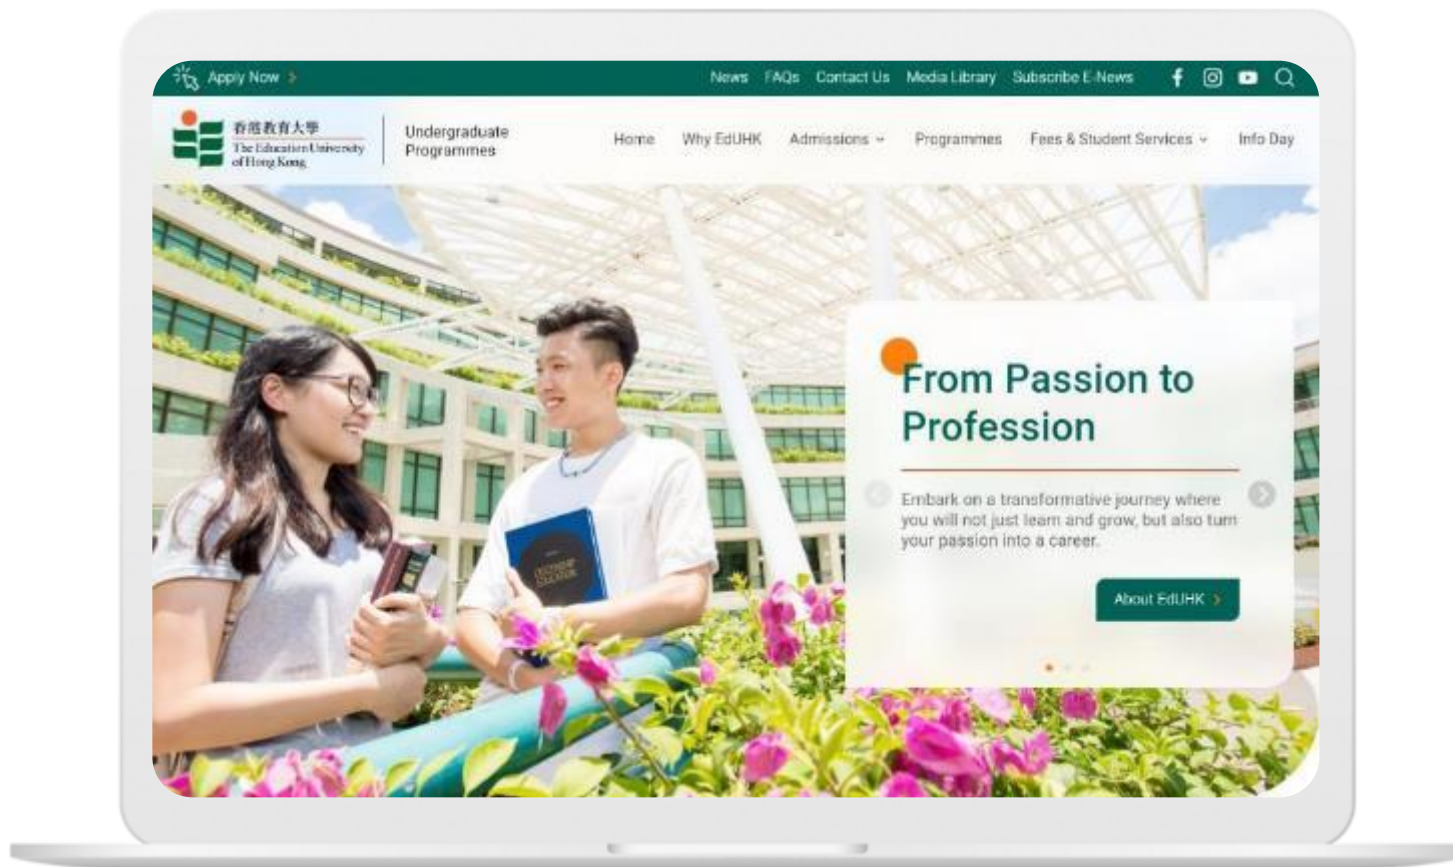 Apply Now
News FAQs Contact Us Media Library Subscribe E-News
香港教育大學
The Education University
of Hong Kong
Undergraduate
Programmes
Home Why EdUHK Admissions Programmes Fees & Student Services Info Day
From Passion to
Profession
Embark on a transformative journey where
you will not just learn and grow, but also turn
your passion into a career.
About EdUHK
CITIZENSHIP
EDUCATION